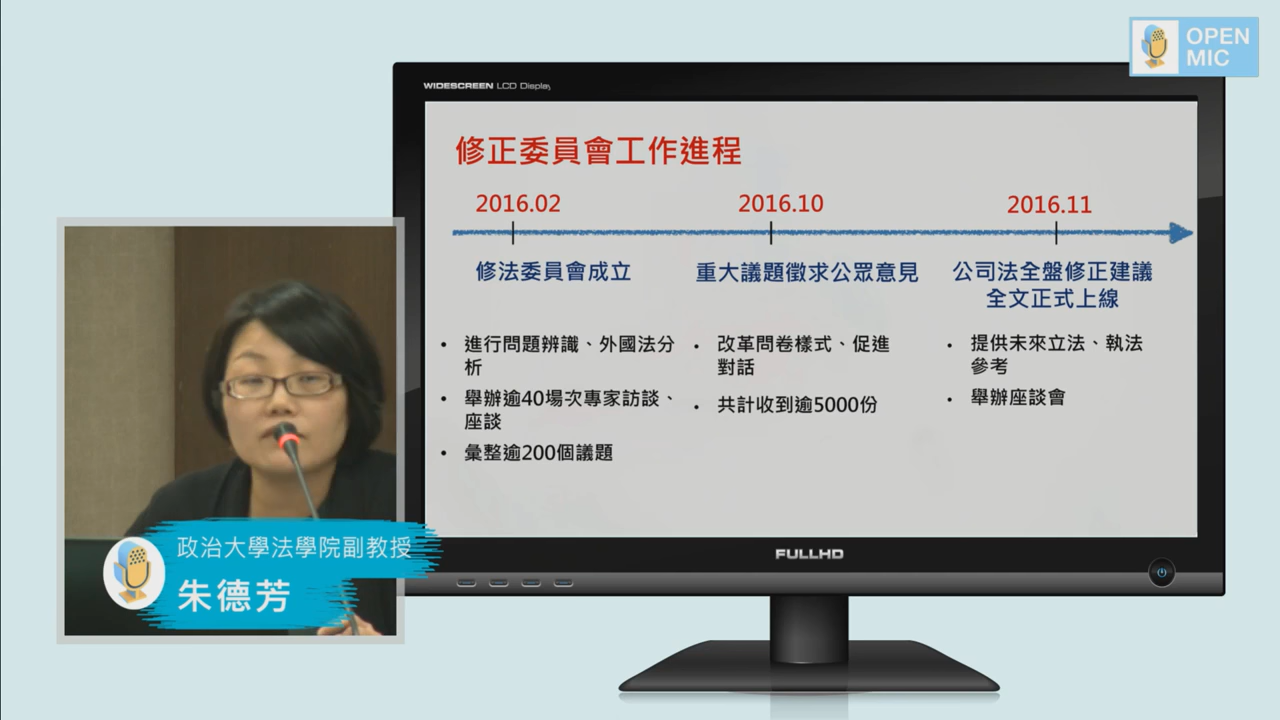 OPEN
MIC
WIDESCREEN LCD Display
修正委員會工作進程
2016.02
2016.10
2016.11
修法委員會成立
重大議題徵求公眾意見
公司法全盤修正建議
全文正式上線
• 進行問題辨識、外國法分
析
• 舉辦逾40場次專家訪談、
座談
• 彙整逾200個議題
• 改革問卷樣式、促進
對話
• 共計收到逾5000份
• 提供未來立法、執法
參考
• 舉辦座談會
政治大學法學院副教授
朱德芳
FULLHD